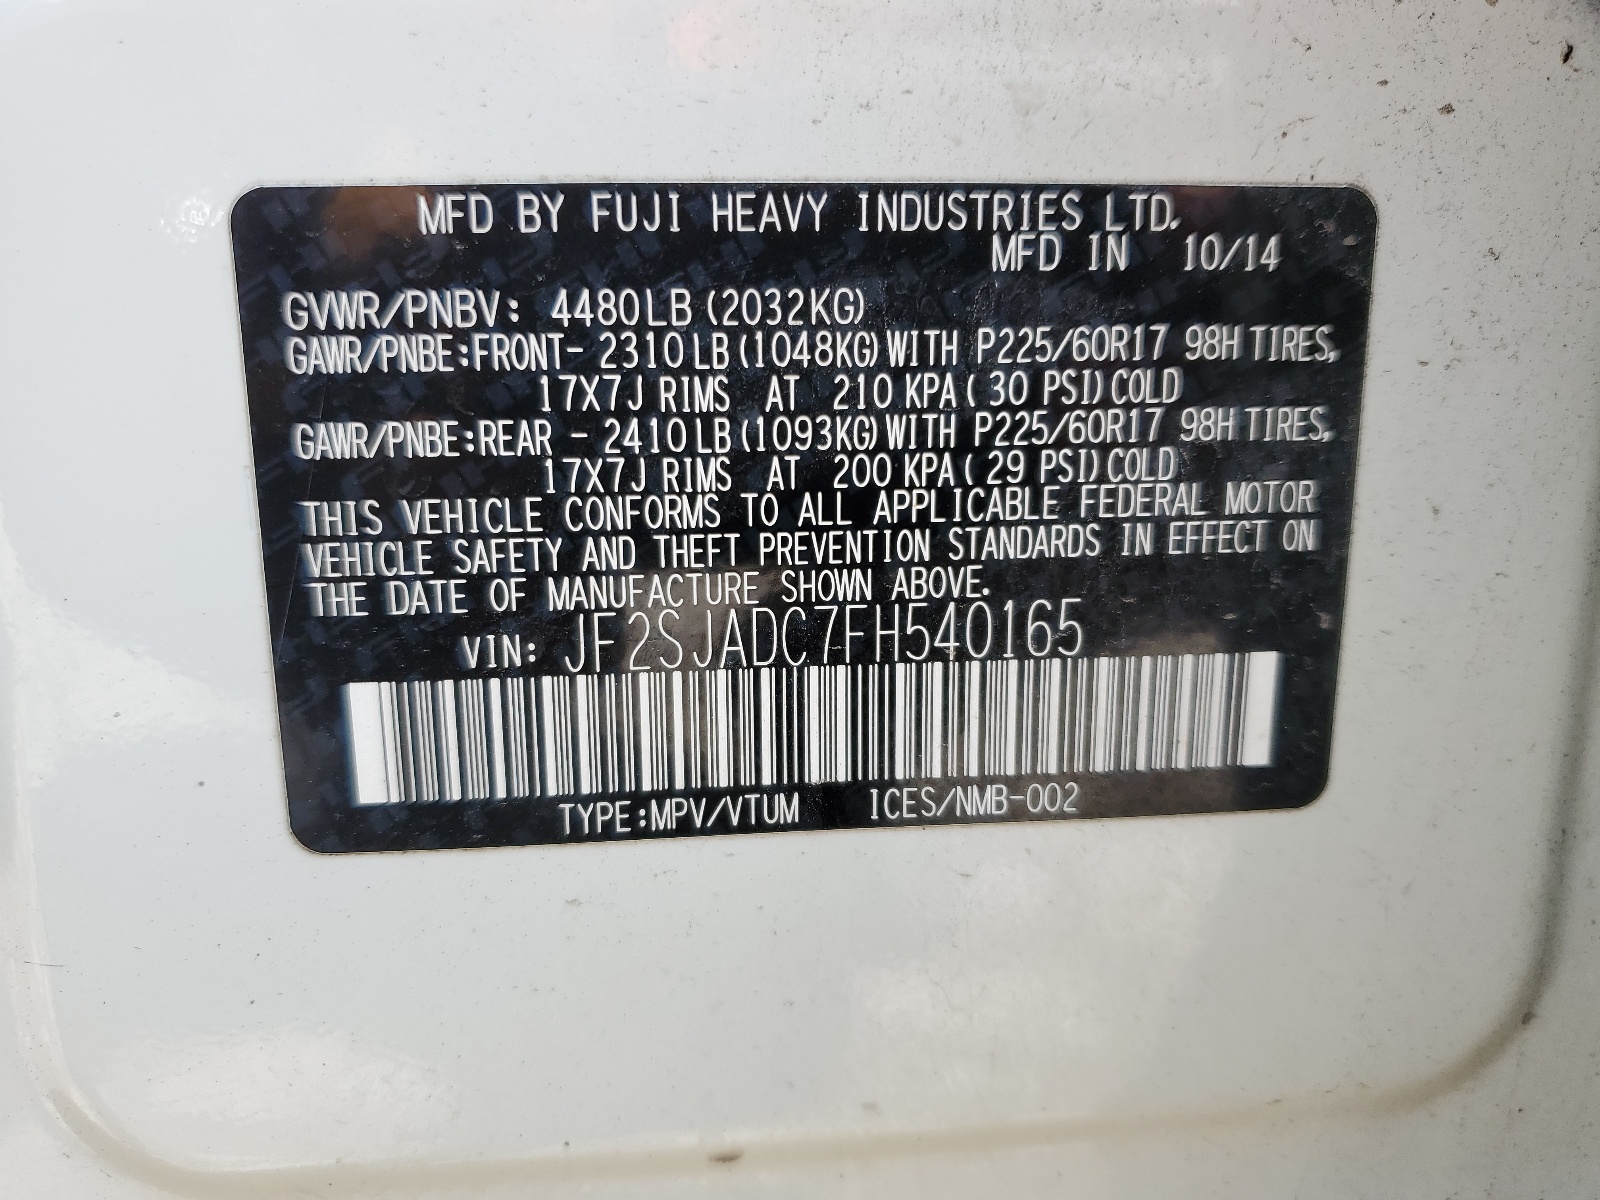 MFD BY FUJI HEAVY INDUSTRIES LTD.
MFD IN 10/14
GVWR/PNBV: 4480LB (2032KG)
GAWR/PNBE:FRONT- 2310LB(1048KG)WITH P225/60R17 98H TIRES,
17X7J RIMS AT 210 KPA( 30 PSI)COLD
GAWR/PNBE:REAR - 2410LB(1093KG)WITH P225/60R17 98H TIRES,
17X7J RIMS AT 200 KPA( 29 PSI)COLD
THIS VEHICLE CONFORMS TO ALL APPLICABLE FEDERAL MOTOR
VEHICLE SAFETY AND THEFT PREVENTION STANDARDS IN EFFECT ON
THE DATE OF MANUFACTURE SHOWN ABOVE.
VIN: JF2SJADC7FH540165
TYPE:MPV/VTUM ICES/NMB-002